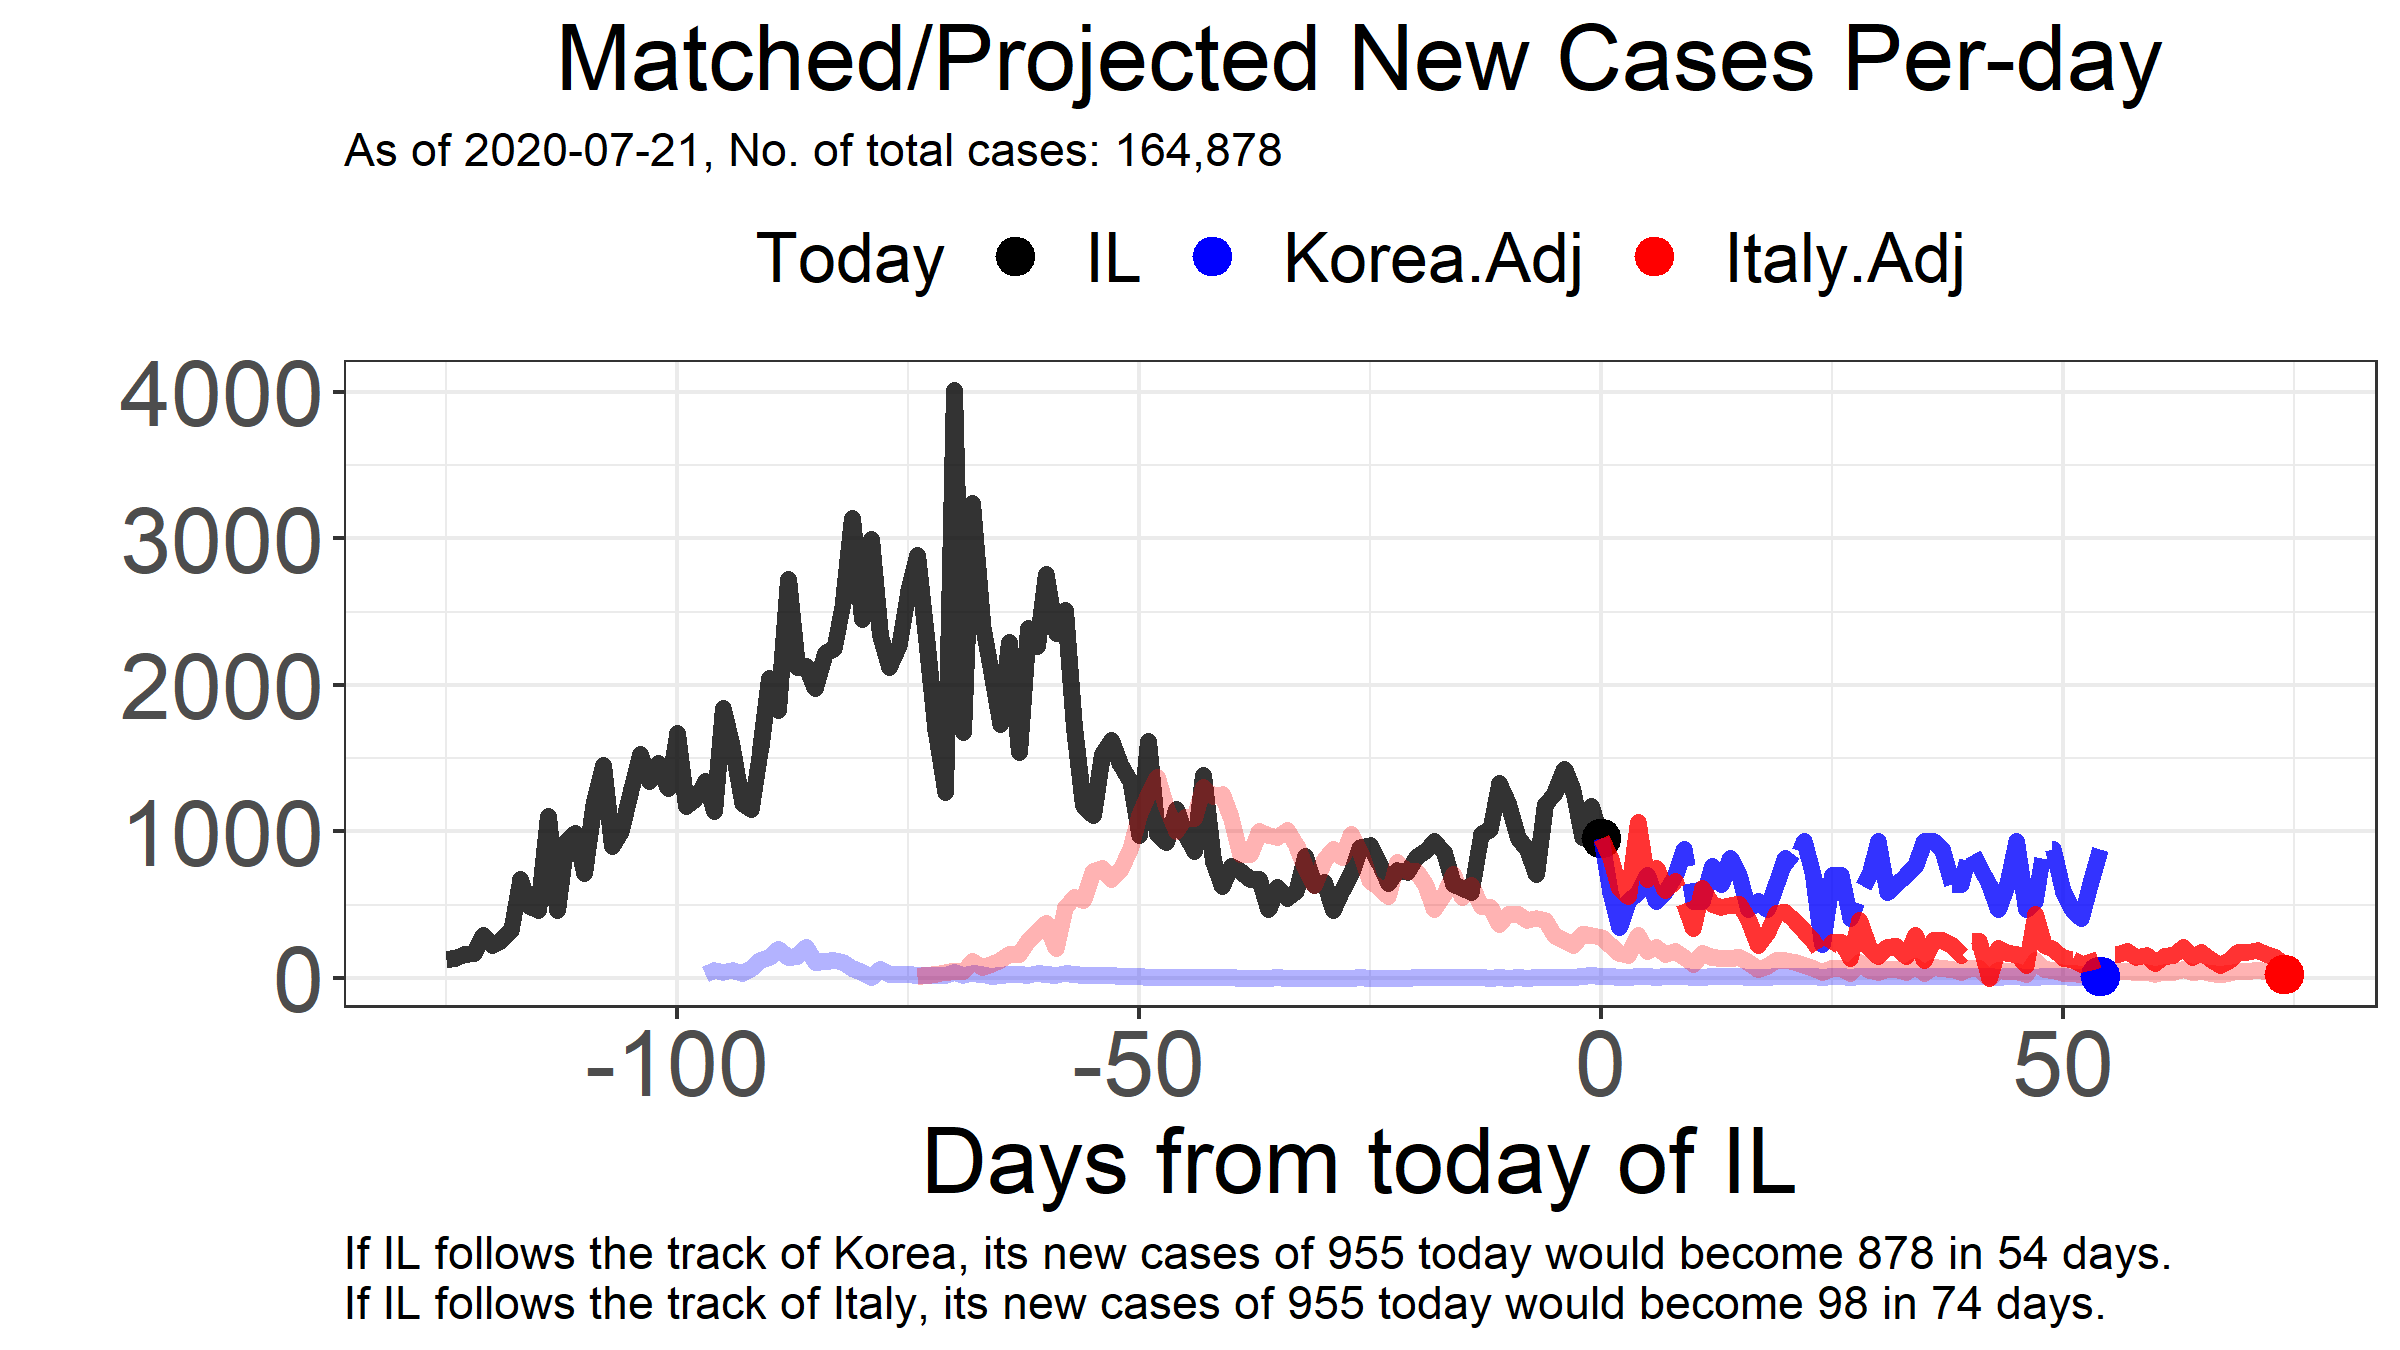 Matched/Projected New Cases Per-day
As of 2020-07-21, No. of total cases: 164,878
Today IL Korea.Adj Italy.Adj
4000
3000
2000
1000
0
-100 -50 0 50
Days from today of IL
If IL follows the track of Korea, its new cases of 955 today would become 878 in 54 days.
If IL follows the track of Italy, its new cases of 955 today would become 98 in 74 days.